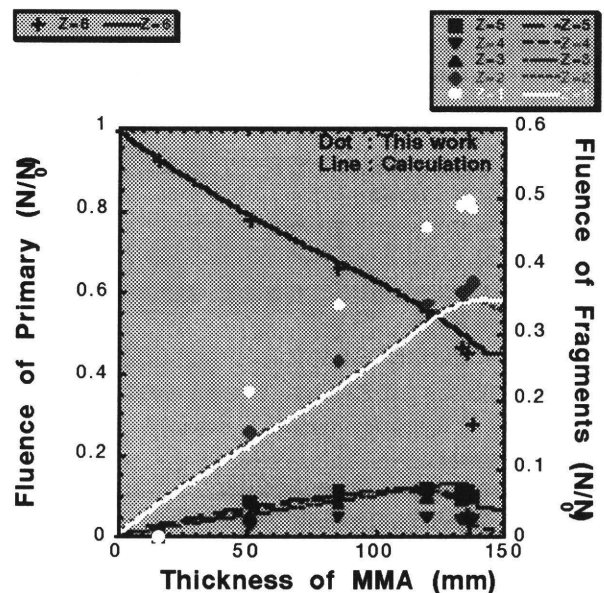 Z=6 Z=6
Z=5 Z=5
Z=4 Z=4
Z=3 Z=3
Z=2 Z=2
Dot : This work
Line : Calculation
1
0.8
0.6
0.4
0.2
0
Fluence of Primary (N/N0)
0.6
0.5
0.4
0.3
0.2
0.1
0
Fluence of Fragments (N/N0)
0 50 100 150
Thickness of MMA (mm)